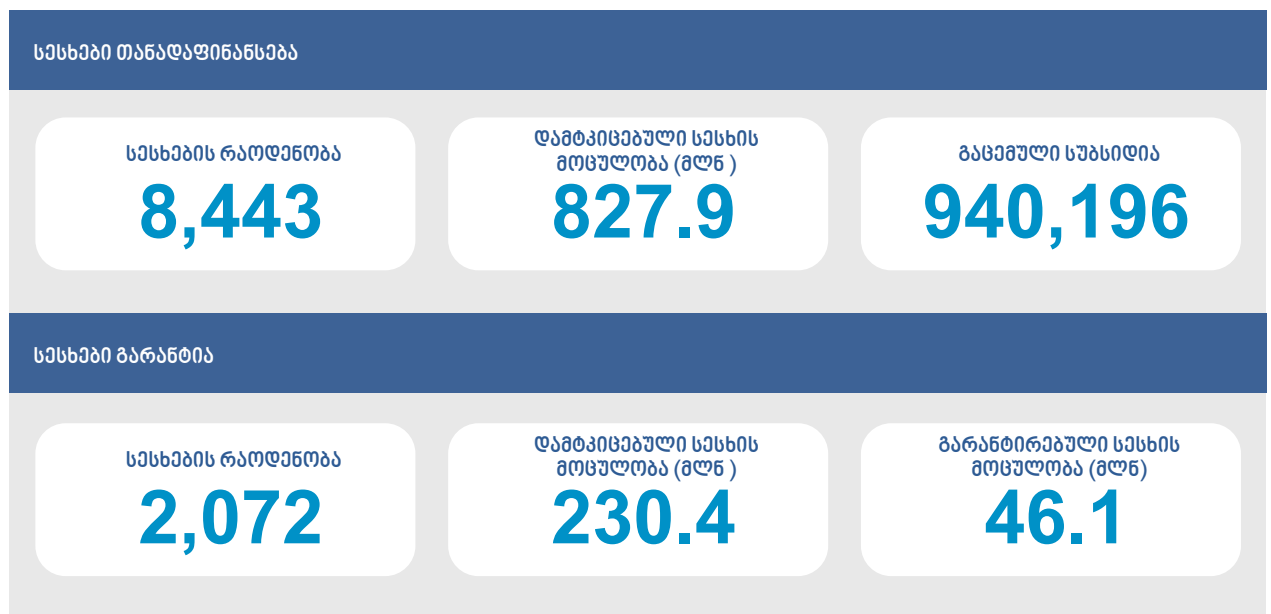 სესხები თანადაფინანსება
სესხების რაოდენობა
8,443
დამტკიცებული სესხის
მოცულობა (მლნ )
827.9
გაცემული სუბსიდია
940,196
სესხები გარანტია
სესხების რაოდენობა
2,072
დამტკიცებული სესხის
მოცულობა (მლნ )
230.4
გარანტირებული სესხის
მოცულობა (მლნ)
46.1